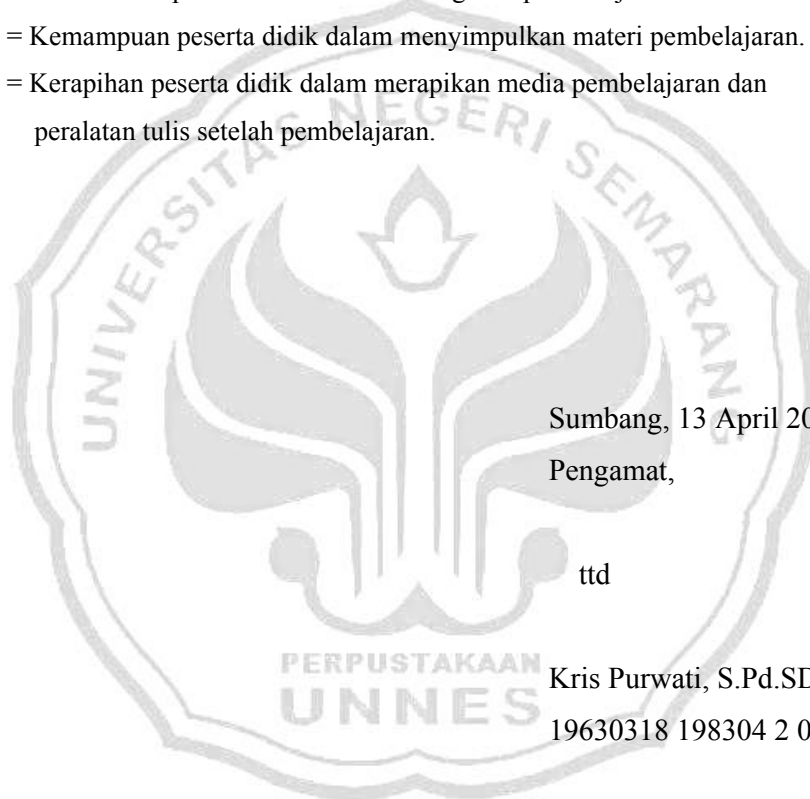 = Kemampuan peserta didik dalam menyimpulkan materi pembelajaran.
= Kerapihan peserta didik dalam merapikan media pembelajaran dan
peralatan tulis setelah pembelajaran.
UNIVERSITAS NEGERI SEMARANG
Sumbang, 13 April 20
Pengamat,
ttd
PERPUSTAKAAN
UNNES
Kris Purwati, S.Pd.SD
19630318 198304 2 0